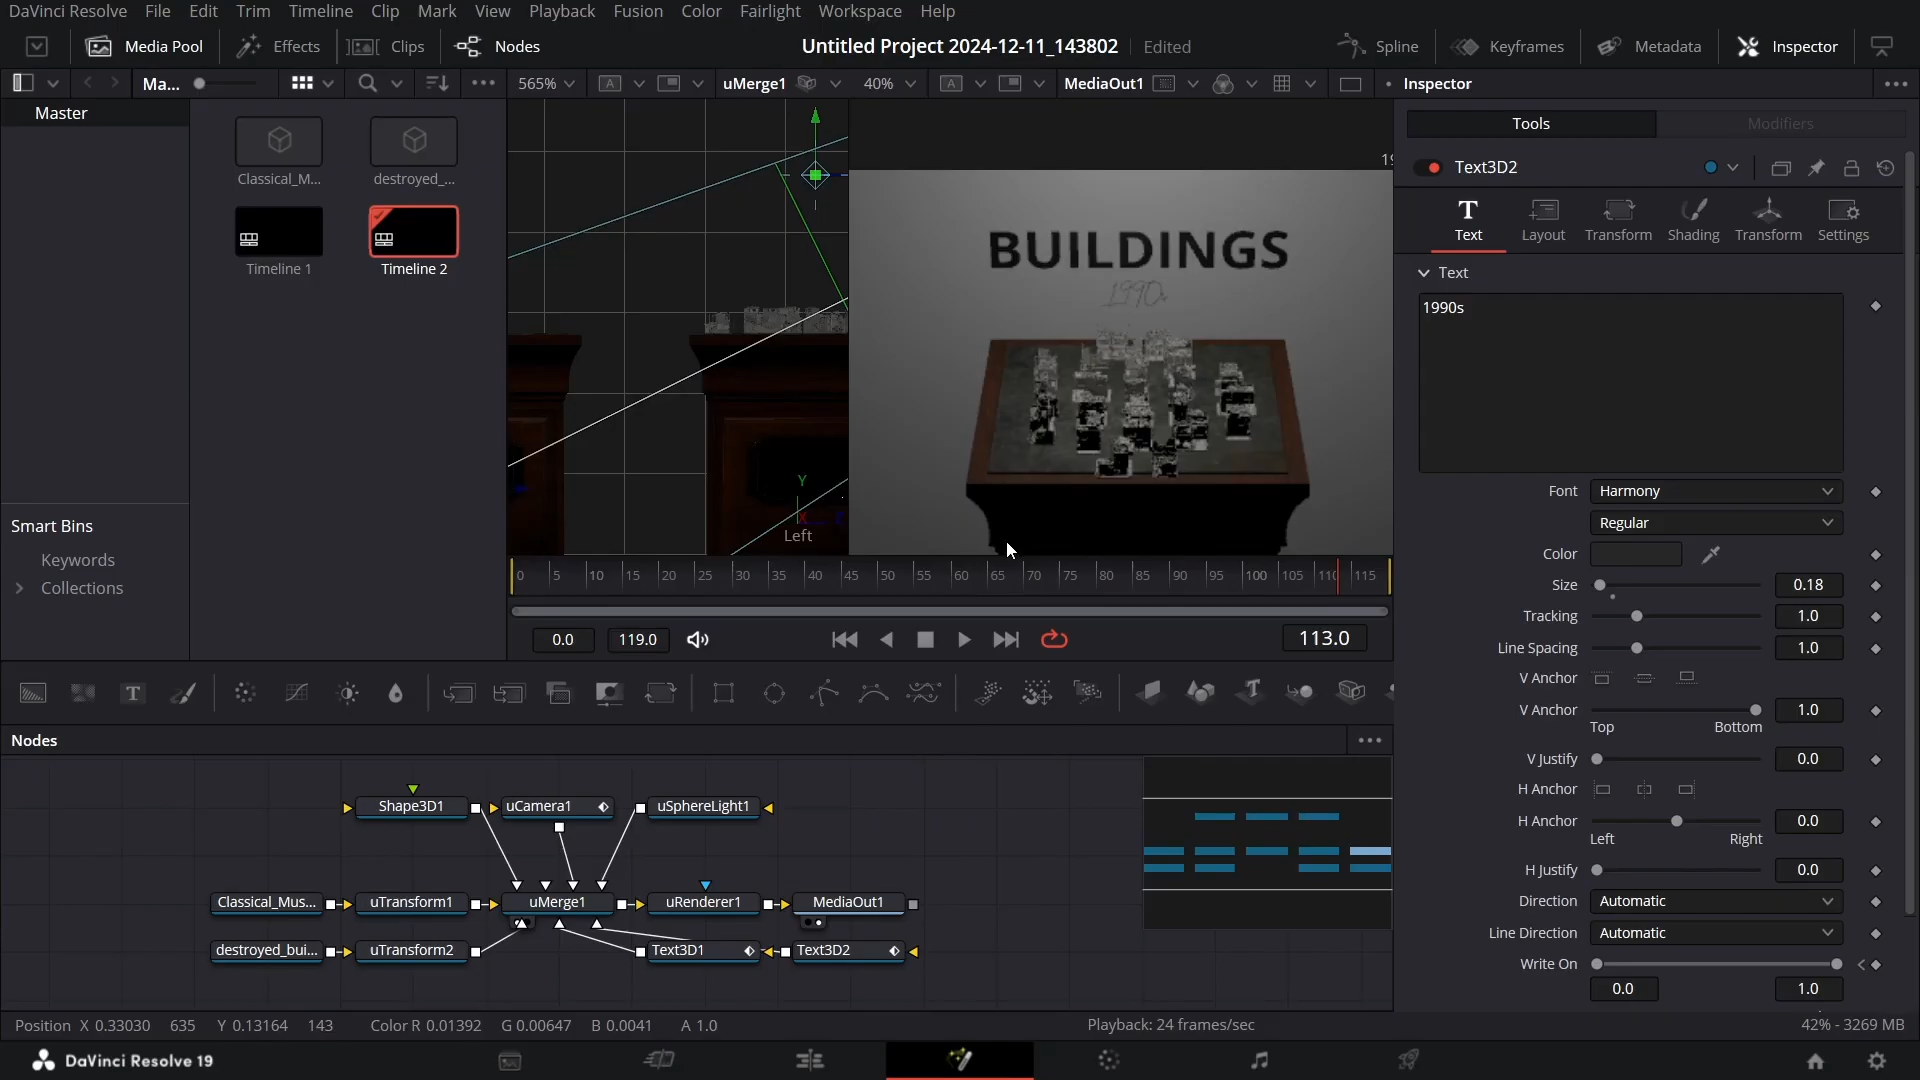 DaVinci Resolve File Edit Trim Timeline Clip Mark View Playback Fusion Color Fairlight Workspace Help
Media Pool Effects Clips Nodes Untitled Project 2024-12-11_143802 Edited Spline Keyframes Metadata Inspector
Ma... 565% uMerge1 40% MediaOut1 Inspector
Master
Classical_M... destroyed_...
Timeline 1 Timeline 2
Smart Bins
Keywords
Collections
Y
X
Z
Left
19
BUILDINGS
1990s
Tools Modifiers
Text3D2
Text Layout Transform Shading Transform Settings
Text
1990s
Font Harmony
Regular
Color
Size 0.18
Tracking 1.0
Line Spacing 1.0
V Anchor
V Anchor 1.0
Top Bottom
V Justify 0.0
H Anchor
H Anchor 0.0
Left Right
H Justify 0.0
Direction Automatic
Line Direction Automatic
Write On
0.0 1.0
0 5 10 15 20 25 30 35 40 45 50 55 60 65 70 75 80 85 90 95 100 105 110 115
0.0 119.0 113.0
Nodes
Shape3D1 uCamera1 uSphereLight1
Classical_Mus... uTransform1 uMerge1 uRenderer1 MediaOut1
destroyed_bui... uTransform2 Text3D1 Text3D2
Position X 0.33030 635 Y 0.13164 143 Color R 0.01392 G 0.00647 B 0.0041 A 1.0 Playback: 24 frames/sec 42% - 3269 MB
DaVinci Resolve 19